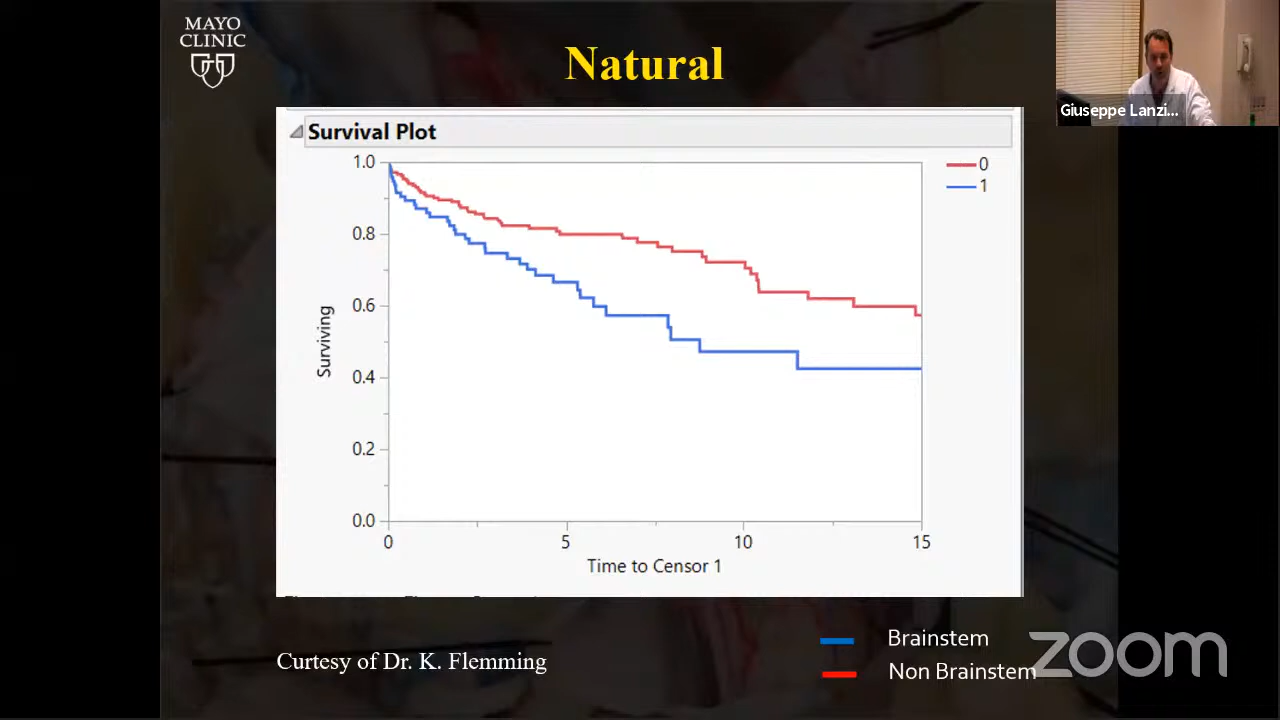 MAYO
CLINIC
Natural
Giuseppe Lanzi...
Survival Plot
0
1
1.0
0.8
0.6
0.4
0.2
0.0
Surviving
0
5
10
15
Time to Censor 1
Curtesy of Dr. K. Flemming
Brainstem
Non Brainstem
zoom